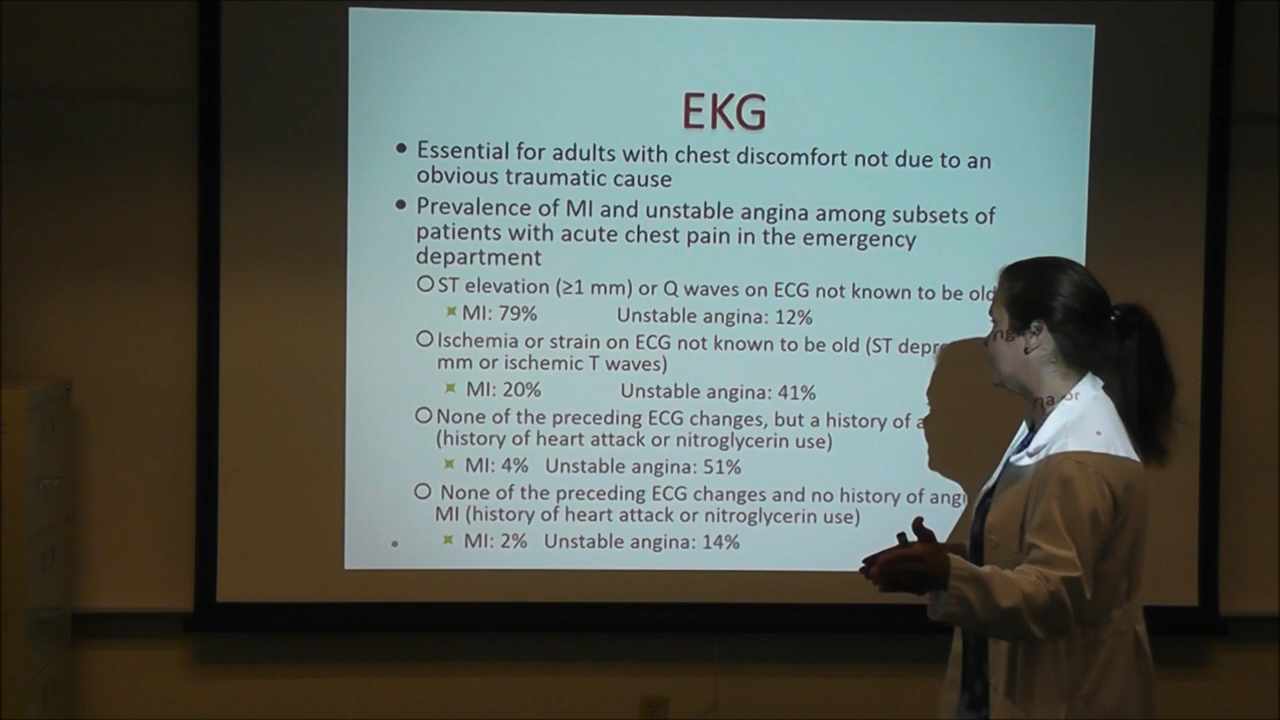 EKG
• Essential for adults with chest discomfort not due to an
obvious traumatic cause
• Prevalence of MI and unstable angina among subsets of
patients with acute chest pain in the emergency
department
○ ST elevation (≥1 mm) or Q waves on ECG not known to be old
MI: 79% Unstable angina: 12%
○ Ischemia or strain on ECG not known to be old (ST
mm or ischemic T waves)
MI: 20% Unstable angina: 41%
○ None of the preceding ECG changes, but a history of
(history of heart attack or nitroglycerin use)
MI: 4% Unstable angina: 51%
○ None of the preceding ECG changes and no history of
MI (history of heart attack or nitroglycerin use)
• MI: 2% Unstable angina: 14%